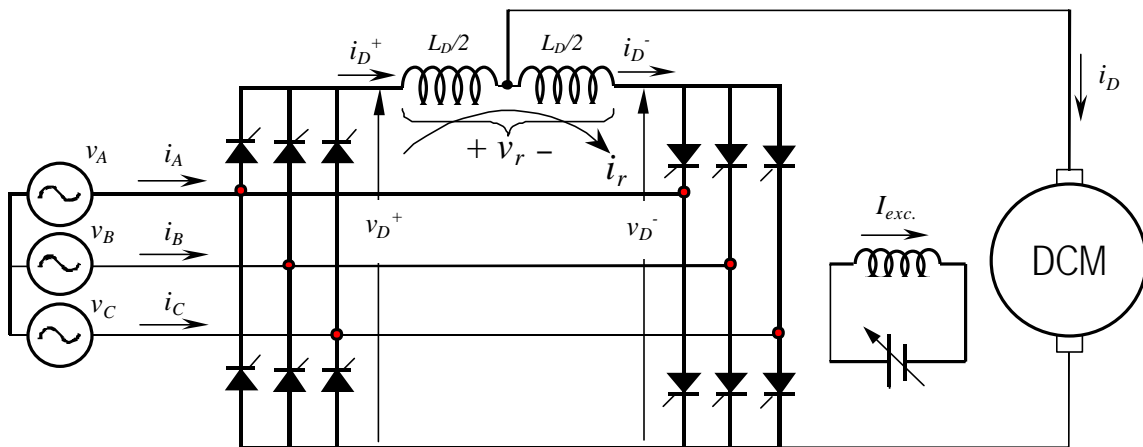 i_D^+ L_D/2 L_D/2 i_D^-
i_D
+ v_r −
i_r
v_A i_A
v_B i_B
v_C i_C
v_D^+ v_D^-
I_exc.
DCM